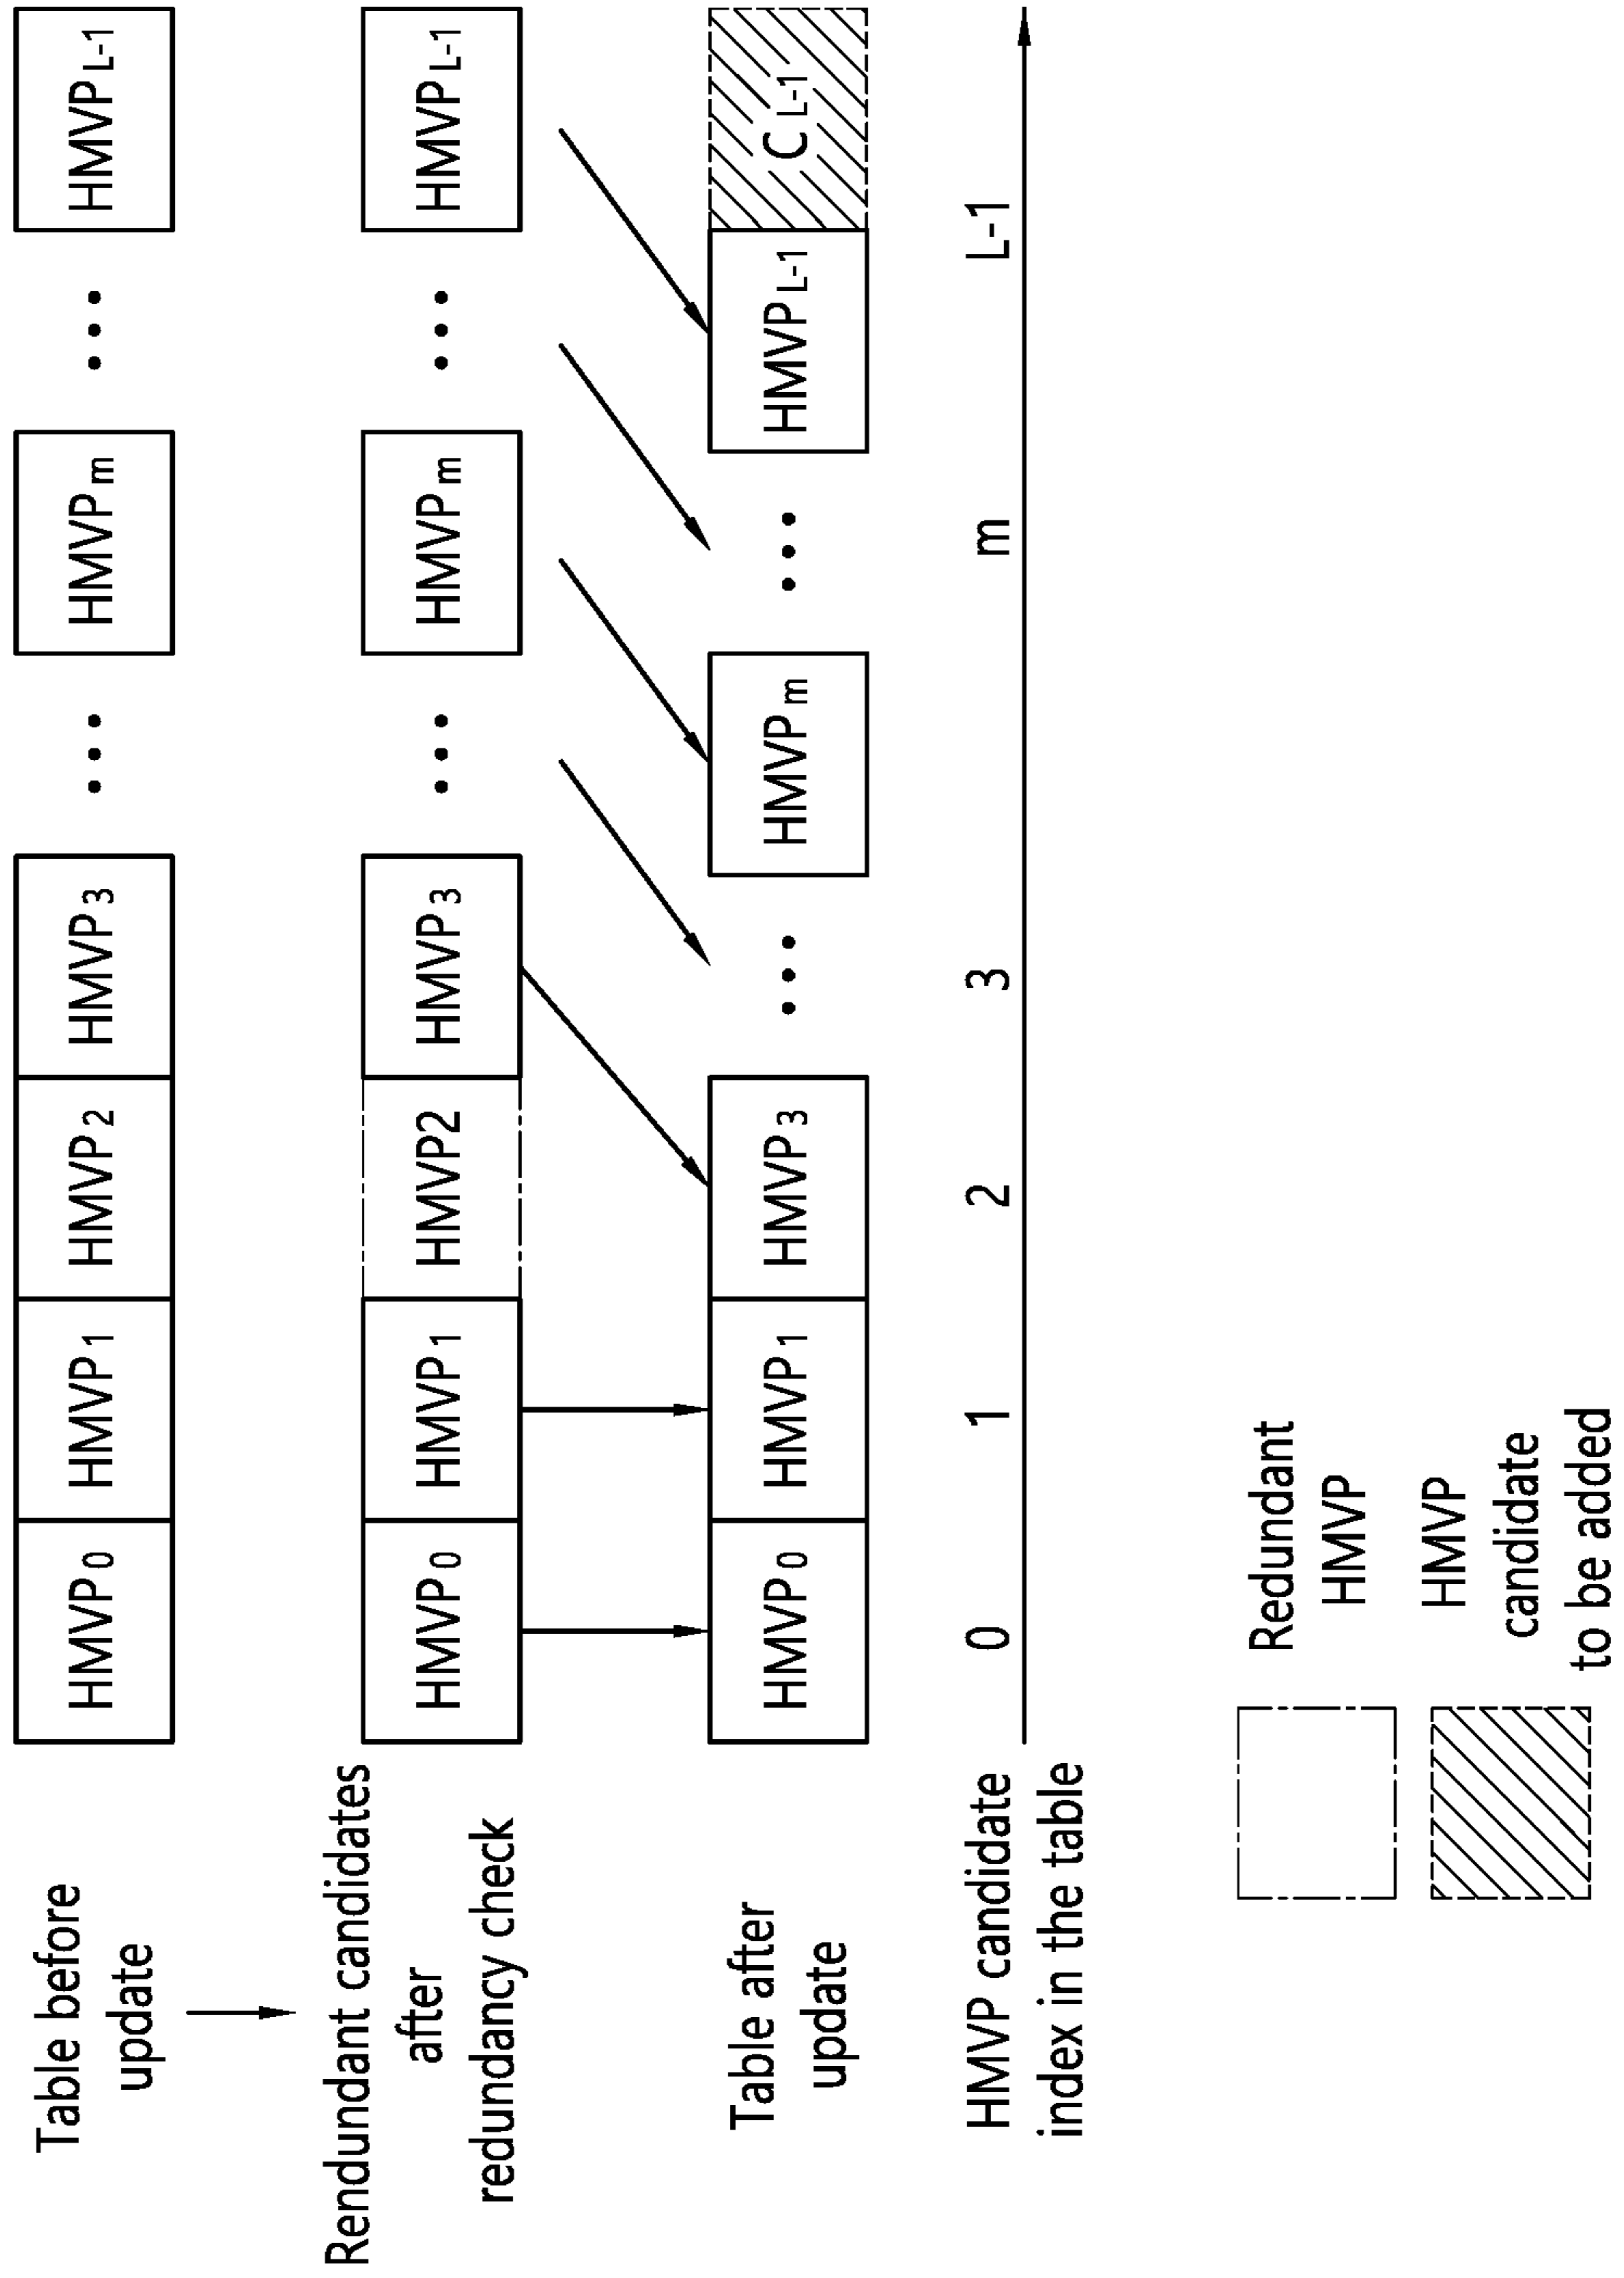 Table before
update
HMVP0 HMVP1 HMVP2 HMVP3 ••• HMVPm ••• HMVPL-1
Rendundant candidates
after
redundancy check
HMVP0 HMVP1 HMVP2 HMVP3 ••• HMVPm ••• HMVPL-1
Table after
update
HMVP0 HMVP1 HMVP3 ••• HMVPm ••• HMVPL-1 CL-1
HMVP candidate
index in the table
0 1 2 3 m L-1
Redundant
HMVP
HMVP
candidate
to be added